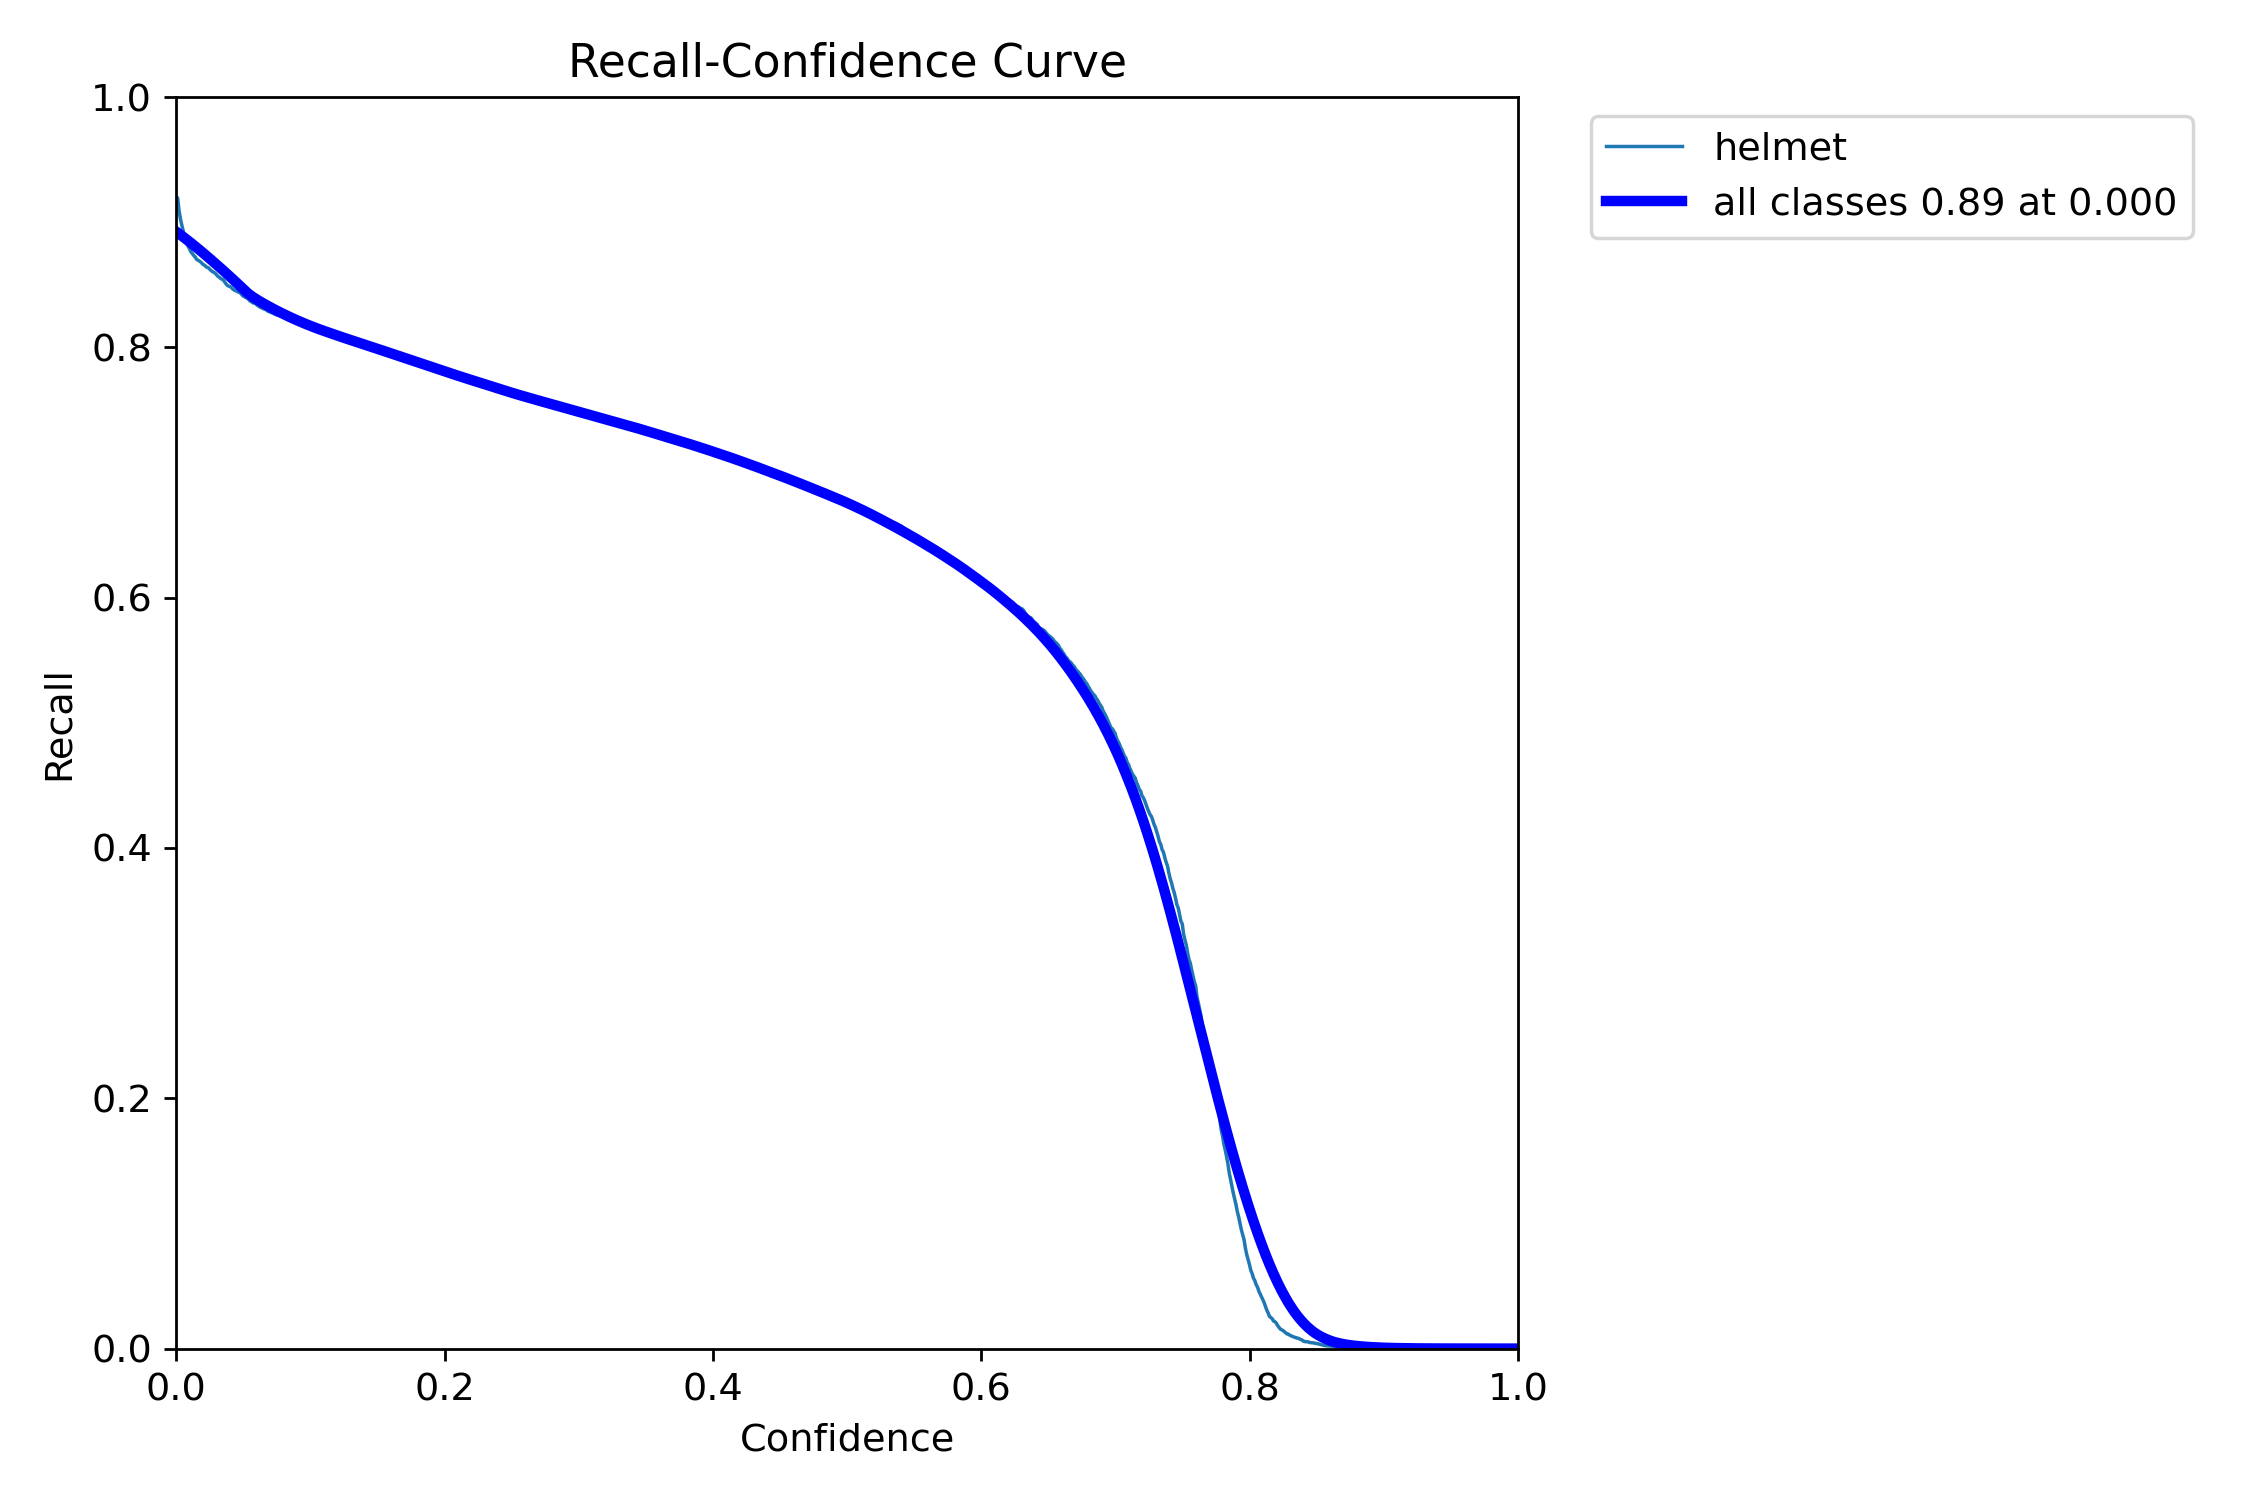 Recall-Confidence Curve
1.0
0.8
0.6
0.4
0.2
0.0
Recall
0.0 0.2 0.4 0.6 0.8 1.0
Confidence
helmet
all classes 0.89 at 0.000